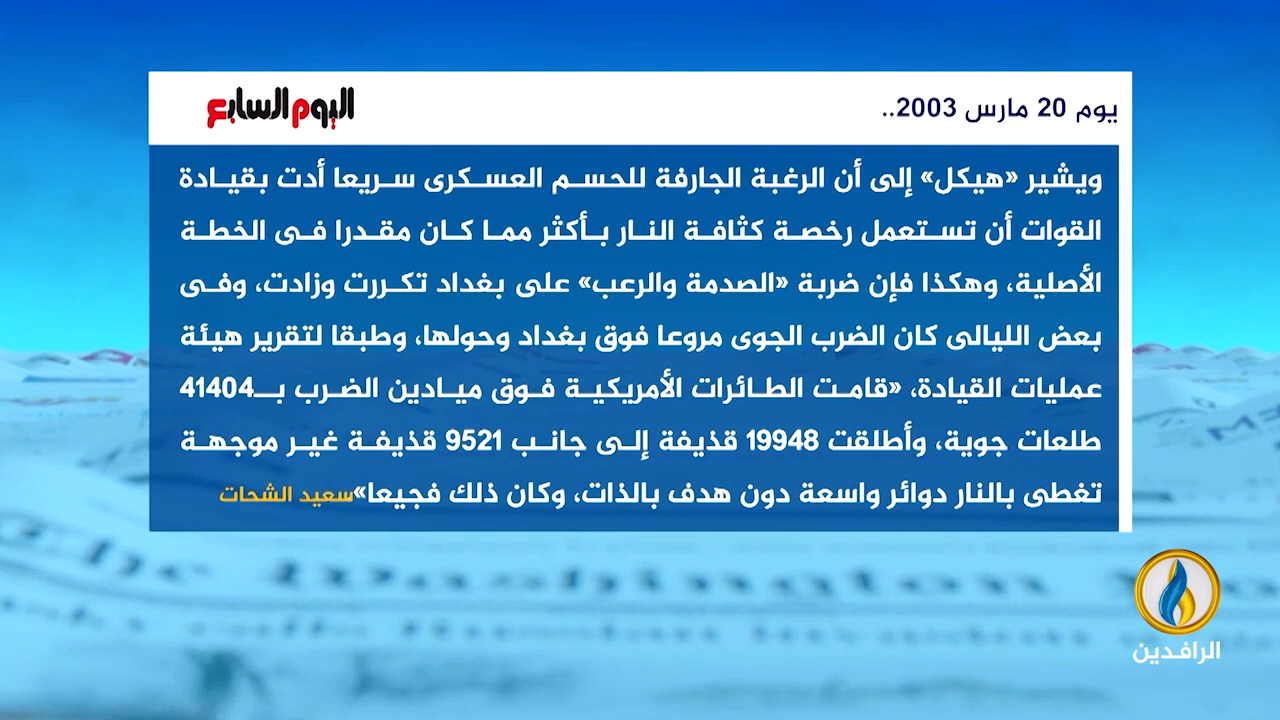 اليوم السابع
يوم 20 مارس 2003..
ويشير «هيكل» إلى أن الرغبة الجارفة للحسم العسكرى سريعا أدت بقيادة
القوات أن تستعمل رخصة كثافة النار بأكثر مما كان مقدرا فى الخطة
الأصلية، وهكذا فإن ضربة «الصدمة والرعب» على بغداد تكررت وزادت، وفى
بعض الليالى كان الضرب الجوى مروعا فوق بغداد وحولها، وطبقا لتقرير هيئة
عمليات القيادة، «قامت الطائرات الأمريكية فوق ميادين الضرب بـ41404
طلعات جوية، وأطلقت 19948 قذيفة إلى جانب 9521 قذيفة غير موجهة
تغطى بالنار دوائر واسعة دون هدف بالذات، وكان ذلك فجيعا» سعيد الشحات
The Washington
الرافدين